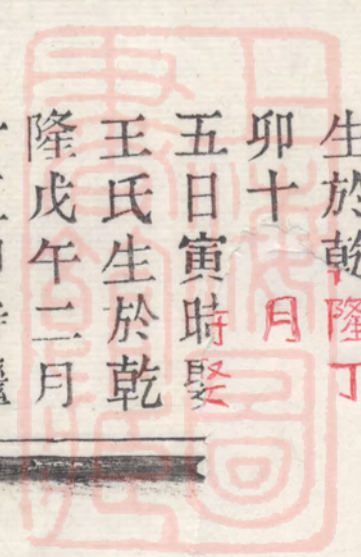 生於乾隆丁
卯十月
五日寅時娶
王氏生於乾
隆戊午二月